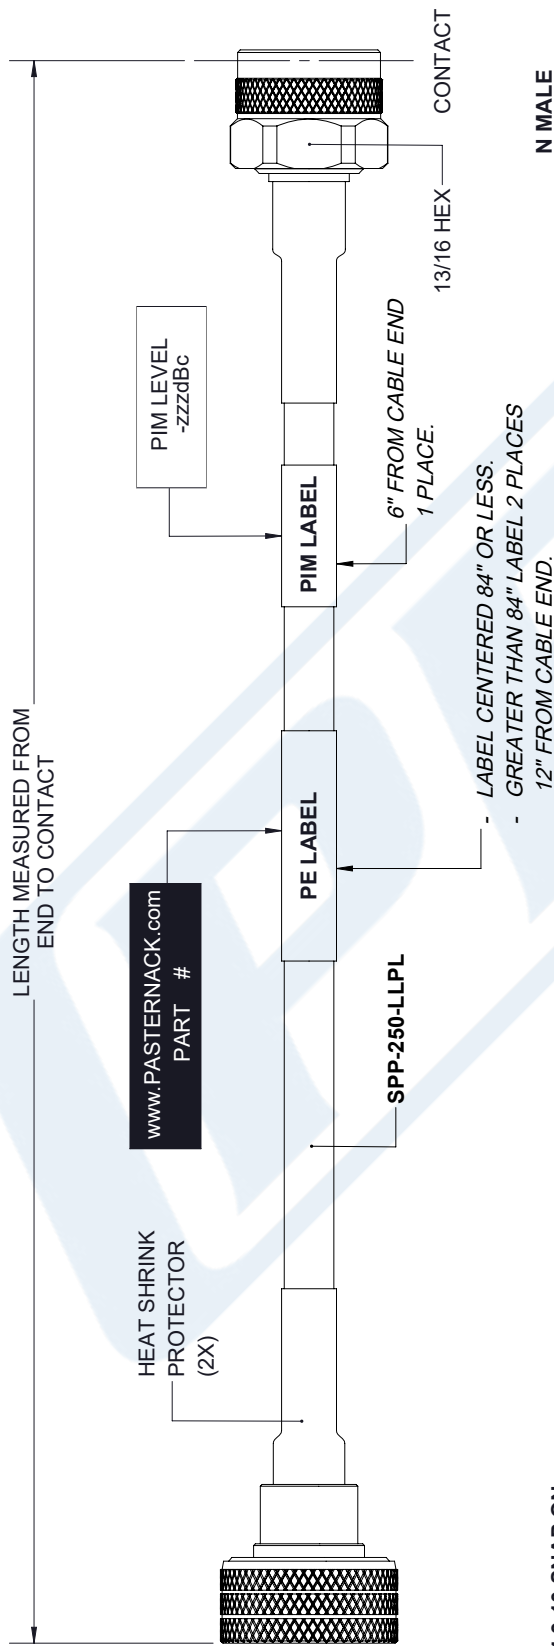 LENGTH MEASURED FROM
END TO CONTACT
HEAT SHRINK
PROTECTOR
(2X)
www.PASTERNACK.com
PART #
PIM LEVEL
-zzzdBc
PE LABEL
PIM LABEL
SPP-250-LLPL
6" FROM CABLE END
1 PLACE.
13/16 HEX
CONTACT
- LABEL CENTERED 84" OR LESS.
- GREATER THAN 84" LABEL 2 PLACES
12" FROM CABLE END.
N MALE